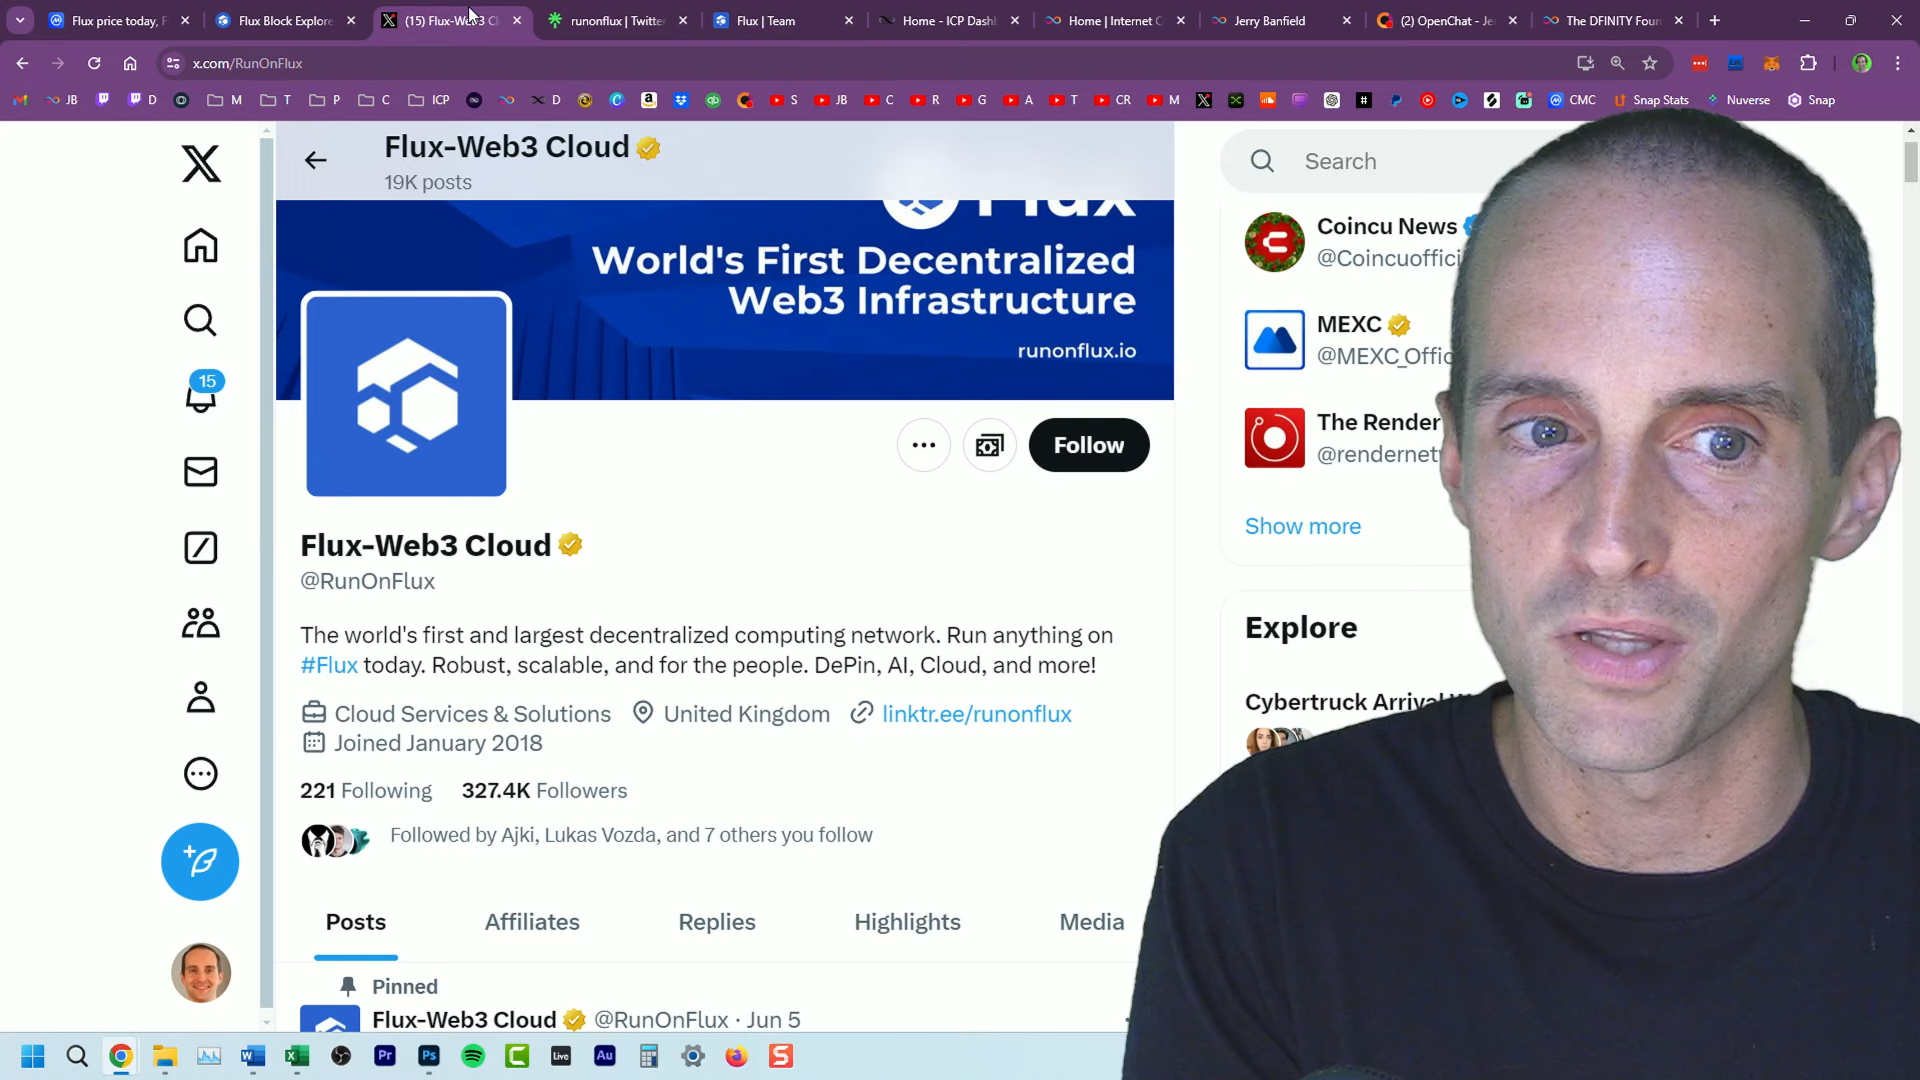 Flux price today, F
Flux Block Explore
(15) Flux-Web3 Cl
runonflux | Twitte
Flux | Team
Home - ICP Dash
Home | Internet C
Jerry Banfield
(2) OpenChat - Je
The DFINITY Foun
x.com/RunOnFlux
JB D M T P C ICP D S JB C R G A T CR M CMC Snap Stats Nuverse Snap
Flux-Web3 Cloud
19K posts
Flux
World's First Decentralized
Web3 Infrastructure
runonflux.io
Follow
Flux-Web3 Cloud
@RunOnFlux
The world's first and largest decentralized computing network. Run anything on
#Flux today. Robust, scalable, and for the people. DePin, AI, Cloud, and more!
Cloud Services & Solutions United Kingdom linktr.ee/runonflux
Joined January 2018
221 Following 327.4K Followers
Followed by Ajki, Lukas Vozda, and 7 others you follow
Posts Affiliates Replies Highlights Media
Pinned
Flux-Web3 Cloud @RunOnFlux · Jun 5
15
Search
Coincu News
@Coincuoffici
MEXC
@MEXC_Offic
The Render
@rendernet
Show more
Explore
Cybertruck Arrival
Pr Ps Live Au